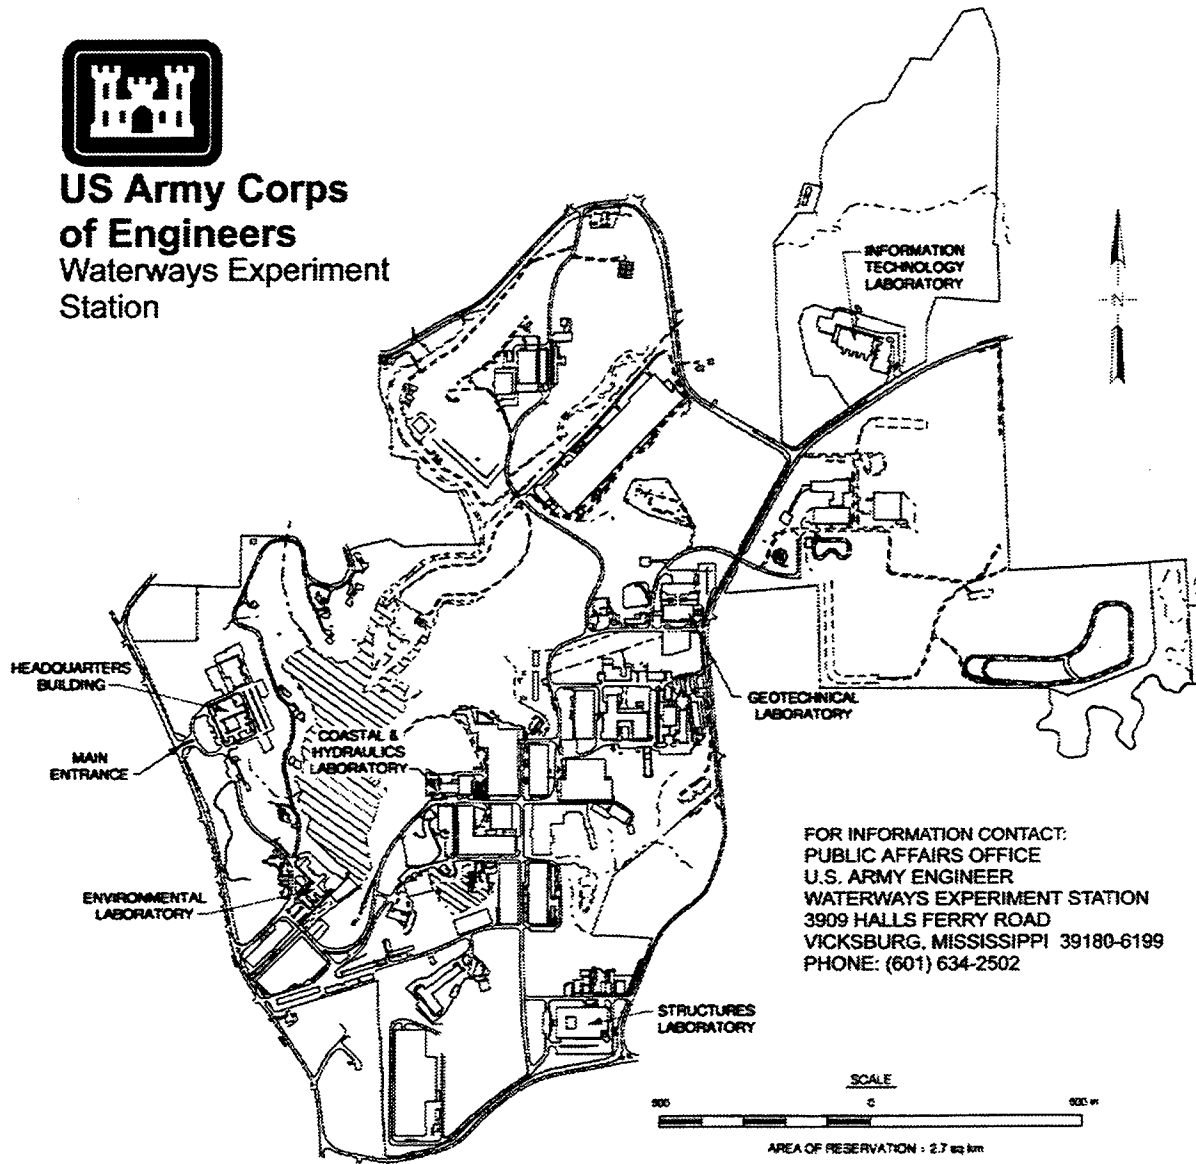 US Army Corps
of Engineers
Waterways Experiment
Station
INFORMATION
TECHNOLOGY
LABORATORY
N
HEADQUARTERS
BUILDING
MAIN
ENTRANCE
COASTAL &
HYDRAULICS
LABORATORY
GEOTECHNICAL
LABORATORY
ENVIRONMENTAL
LABORATORY
STRUCTURES
LABORATORY
FOR INFORMATION CONTACT:
PUBLIC AFFAIRS OFFICE
U.S. ARMY ENGINEER
WATERWAYS EXPERIMENT STATION
3909 HALLS FERRY ROAD
VICKSBURG, MISSISSIPPI 39180-6199
PHONE: (601) 634-2502
SCALE
0
AREA OF RESERVATION : 2.7 sq km